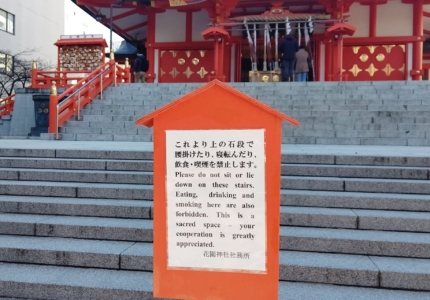 これより上の石段で
腰掛けたり、寝転んだり、
飲食・喫煙を禁止します。
Please do not sit or lie
down on these stairs.
Eating, drinking and
smoking here are also
forbidden. This is a
sacred space – your
cooperation is greatly
appreciated.
花園神社社務所